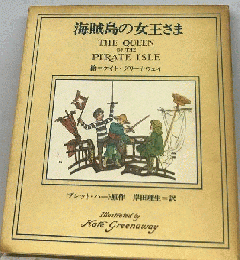 海賊島の女王さま
THE QUEEN
OF THE
PIRATE ISLE
絵=ケイト・グリーナウェイ
ブレット・ハート原作 岸田理生=訳
Illustrated by
Kate Greenaway